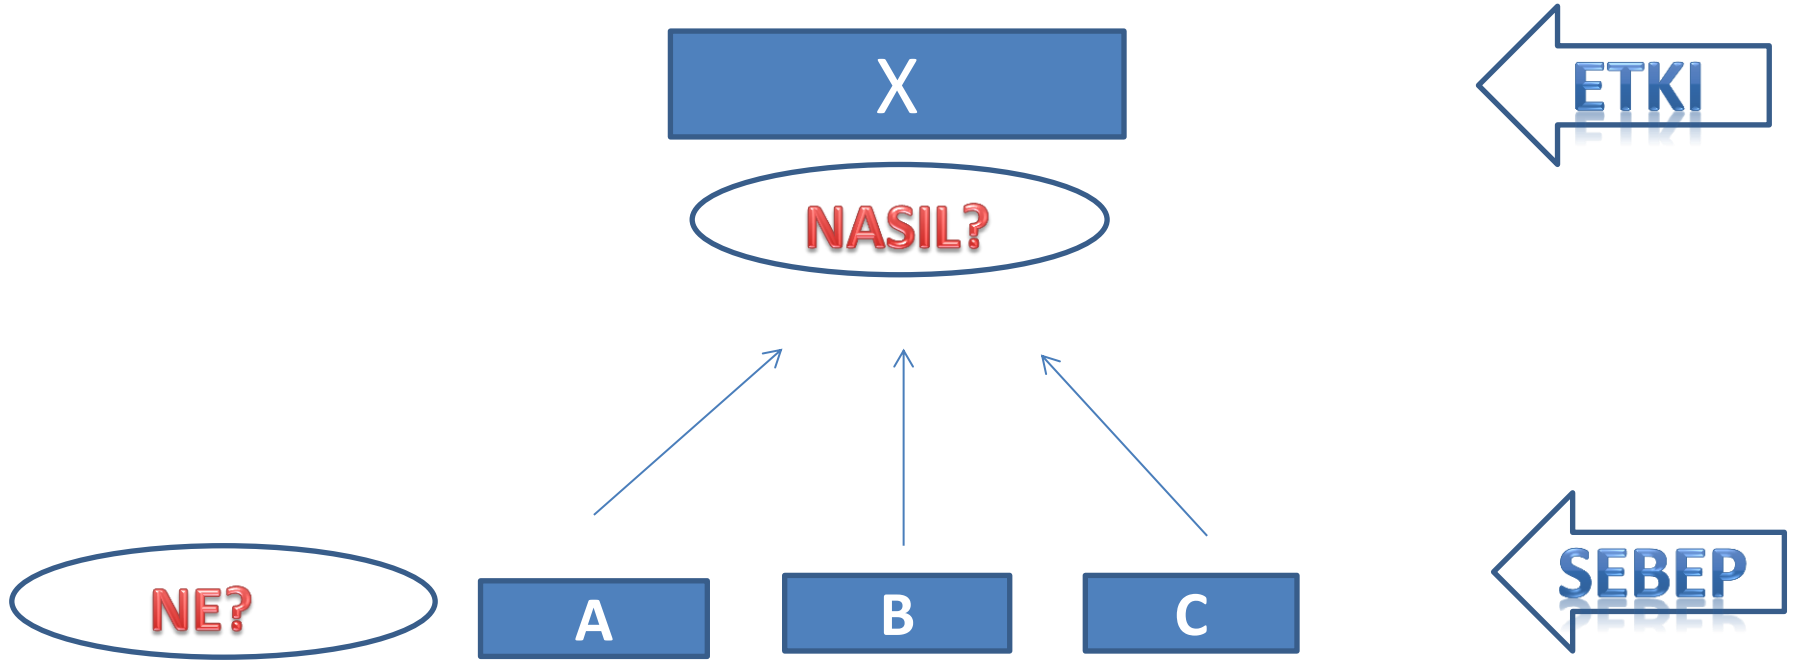 X
ETKI
NASIL?
NE?
A
B
C
SEBEP